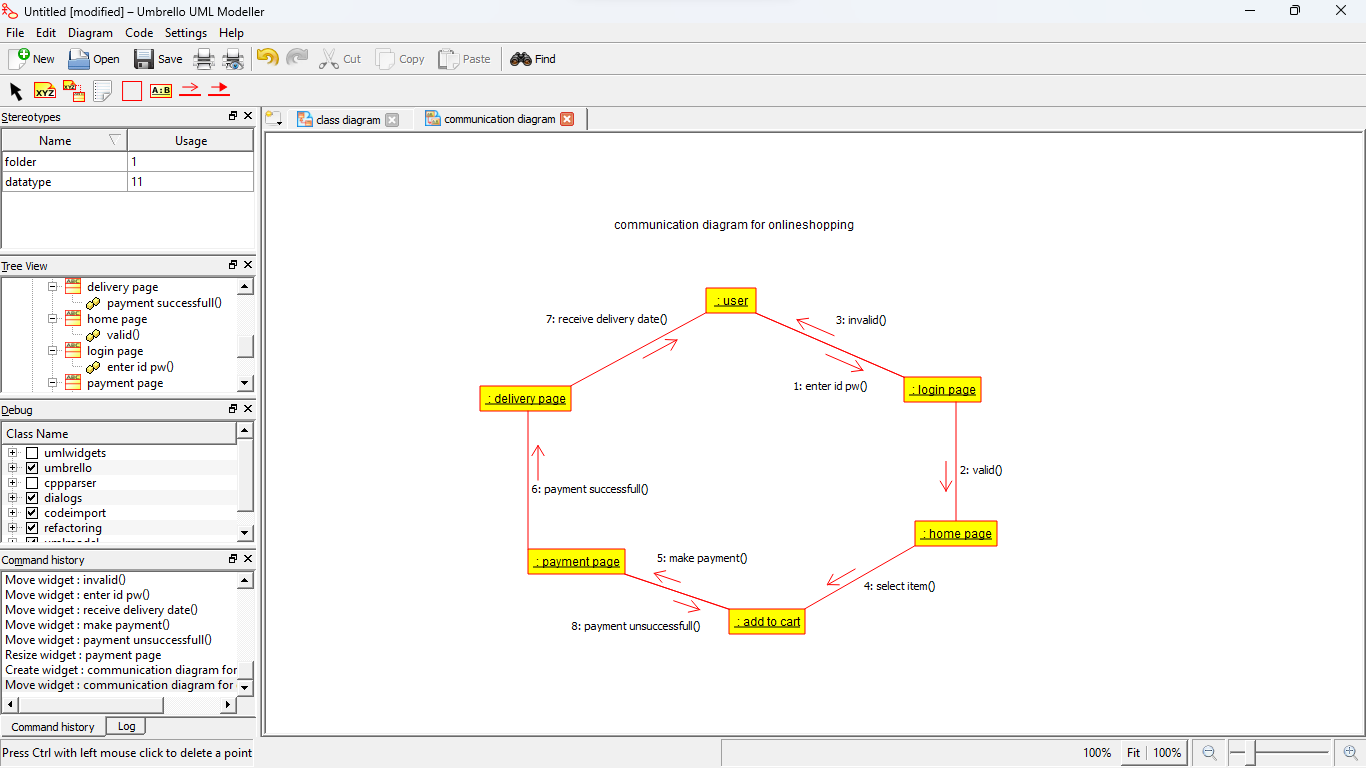 Untitled [modified] – Umbrello UML Modeller
File Edit Diagram Code Settings Help
New Open Save Cut Copy Paste Find
XYZ XYZ A:B
Stereotypes
Name Usage
folder 1
datatype 11
Tree View
delivery page
payment successfull()
home page
valid()
login page
enter id pw()
payment page
Debug
Class Name
umlwidgets
umbrello
cppparser
dialogs
codeimport
refactoring
Command history
Move widget : invalid()
Move widget : enter id pw()
Move widget : receive delivery date()
Move widget : make payment()
Move widget : payment unsuccessfull()
Resize widget : payment page
Create widget : communication diagram for
Move widget : communication diagram for
Command history Log
Press Ctrl with left mouse click to delete a point
class diagram communication diagram
communication diagram for onlineshopping
: user
7: receive delivery date()
3: invalid()
1: enter id pw()
: login page
: delivery page
2: valid()
6: payment successfull()
: home page
: payment page
5: make payment()
4: select item()
8: payment unsuccessfull()
: add to cart
100% Fit 100%